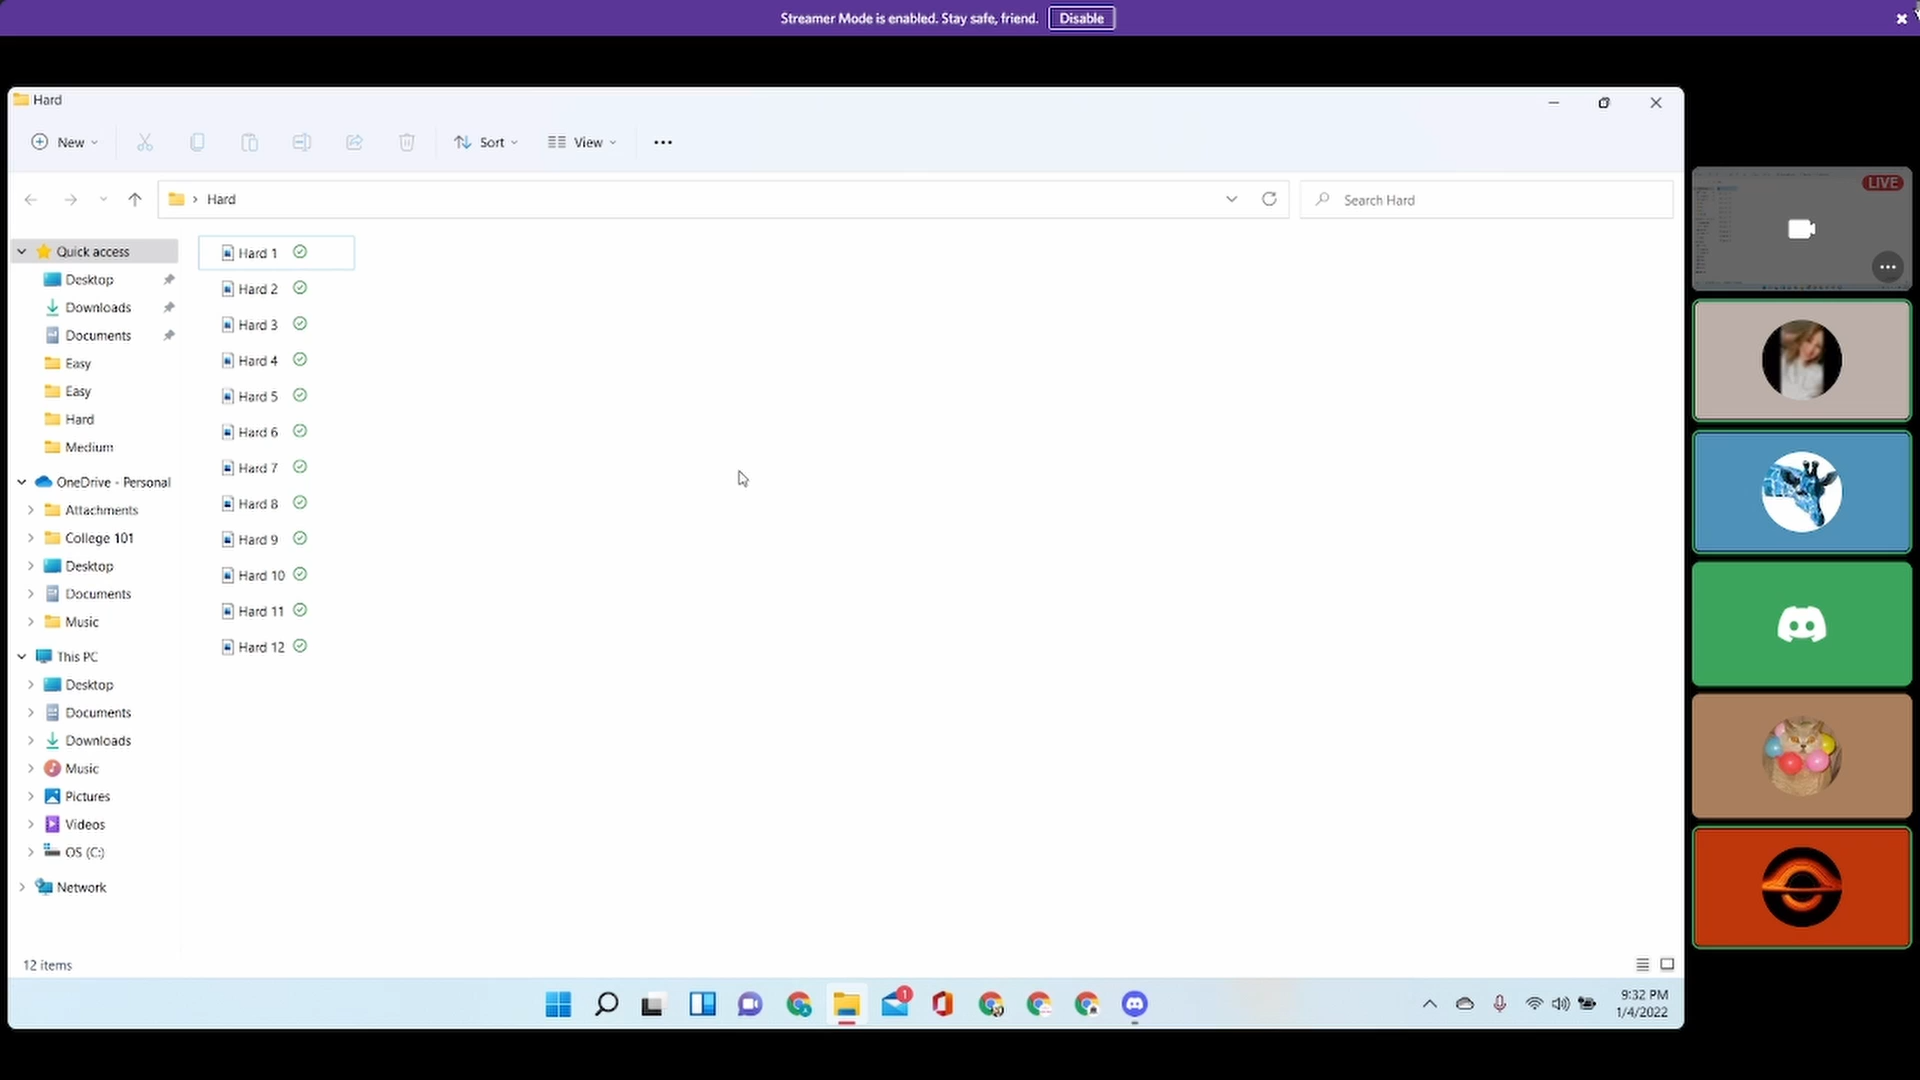 Streamer Mode is enabled. Stay safe, friend. Disable
Hard
New
Sort
View
Hard
Search Hard
LIVE
Quick access
Desktop
Downloads
Documents
Easy
Easy
Hard
Medium
OneDrive - Personal
Attachments
College 101
Desktop
Documents
Music
This PC
Desktop
Documents
Downloads
Music
Pictures
Videos
OS (C:)
Network
Hard 1
Hard 2
Hard 3
Hard 4
Hard 5
Hard 6
Hard 7
Hard 8
Hard 9
Hard 10
Hard 11
Hard 12
12 items
1
9:32 PM
1/4/2022